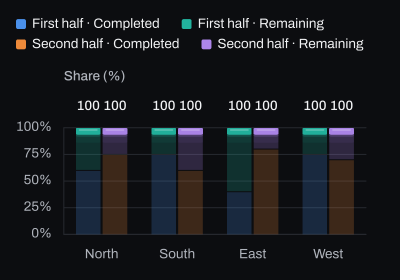 First half · Completed First half · Remaining
Second half · Completed Second half · Remaining
Share (%)
100 100 100 100 100 100 100 100
100%
75%
50%
25%
0%
North South East West